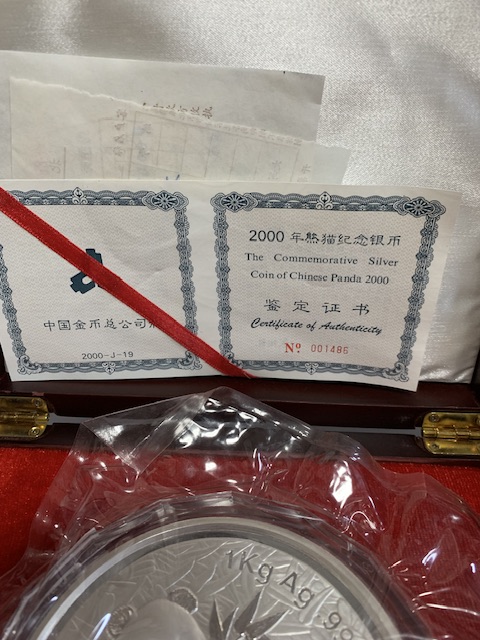 中国金币总公司
2000-J-19
2000 年熊猫纪念银币
The Commemorative Silver
Coin of Chinese Panda 2000
鉴定证书
Certificate of Authenticity
Nº 001486
1Kg Ag .9